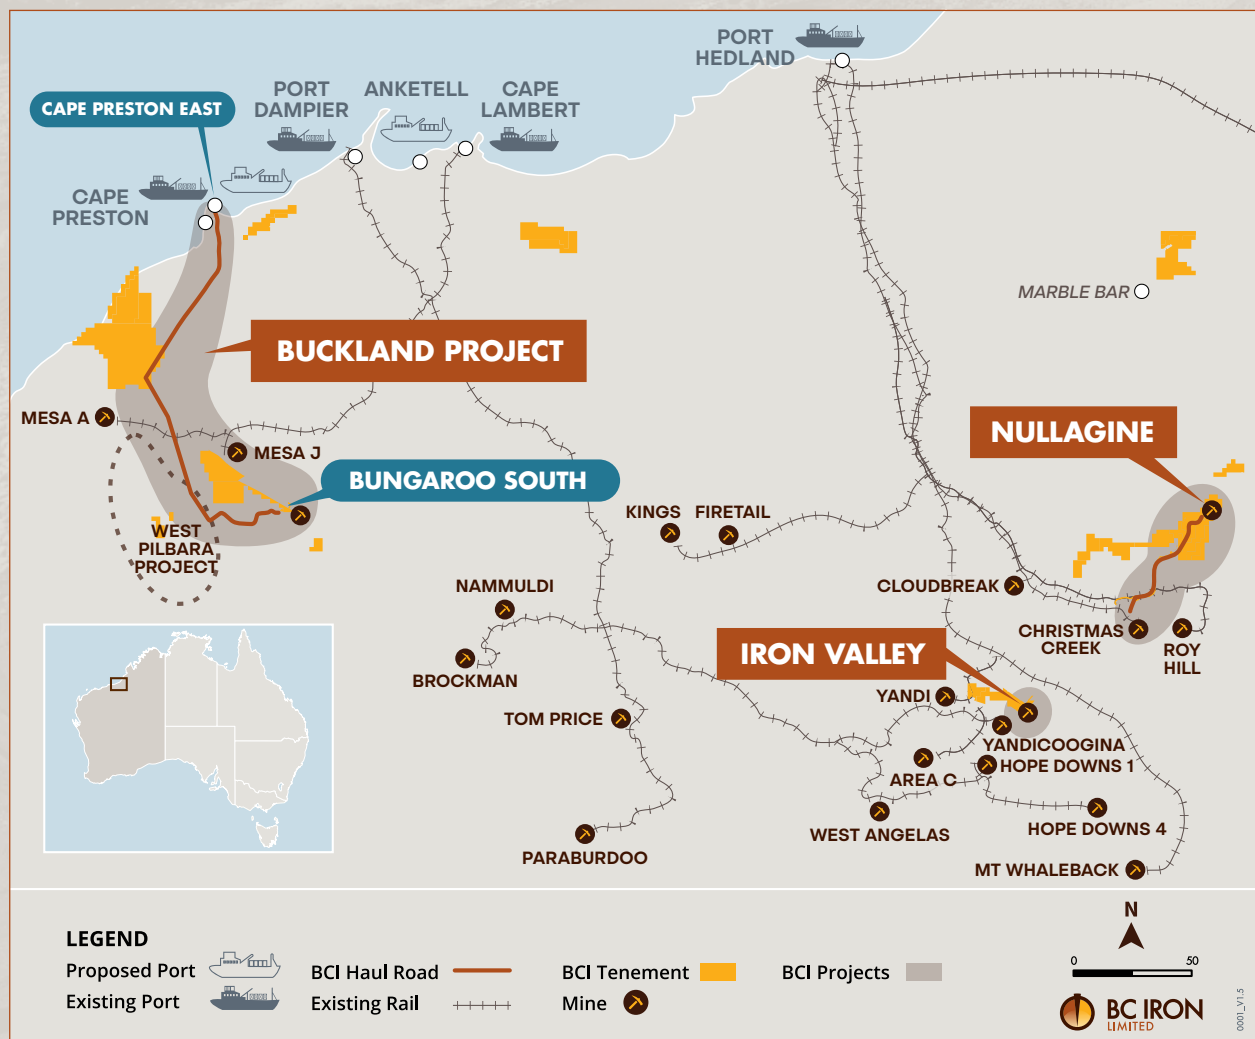 PORT
HEDLAND
PORT
DAMPIER
ANKETELL
CAPE
LAMBERT
CAPE PRESTON EAST
CAPE
PRESTON
MARBLE BAR
BUCKLAND PROJECT
MESA A
MESA J
NULLAGINE
BUNGAROO SOUTH
KINGS
FIRETAIL
WEST
PILBARA
PROJECT
NAMMULDI
CLOUDBREAK
CHRISTMAS
CREEK
ROY
HILL
IRON VALLEY
BROCKMAN
YANDI
TOM PRICE
YANDICOOGINA
HOPE DOWNS 1
AREA C
WEST ANGELAS
HOPE DOWNS 4
PARABURDOO
MT WHALEBACK
LEGEND
Proposed Port
Existing Port
BCI Haul Road
Existing Rail
BCI Tenement
Mine
BCI Projects
N
0 50
BC IRON
LIMITED
0001_V1.5